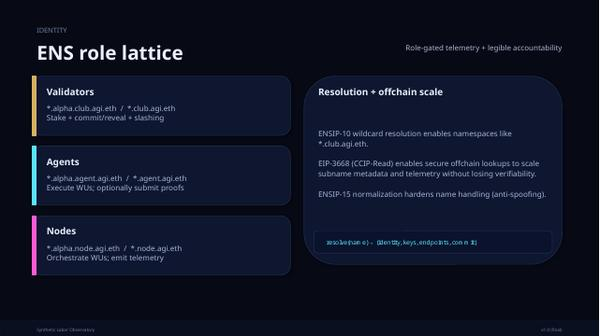 IDENTITY
ENS role lattice
Role-gated telemetry + legible accountability
Validators
*.alpha.club.agi.eth / *.club.agi.eth
Stake + commit/reveal + slashing
Agents
*.alpha.agent.agi.eth / *.agent.agi.eth
Execute WUs; optionally submit proofs
Nodes
*.alpha.node.agi.eth / *.node.agi.eth
Orchestrate WUs; emit telemetry
Resolution + offchain scale
ENSIP-10 wildcard resolution enables namespaces like
*.club.agi.eth.
EIP-3668 (CCIP-Read) enables secure offchain lookups to scale
subname metadata and telemetry without losing verifiability.
ENSIP-15 normalization hardens name handling (anti-spoofing).
resolve(name) → {identity, keys, endpoints, commit}
Synthetic Labor Observatory